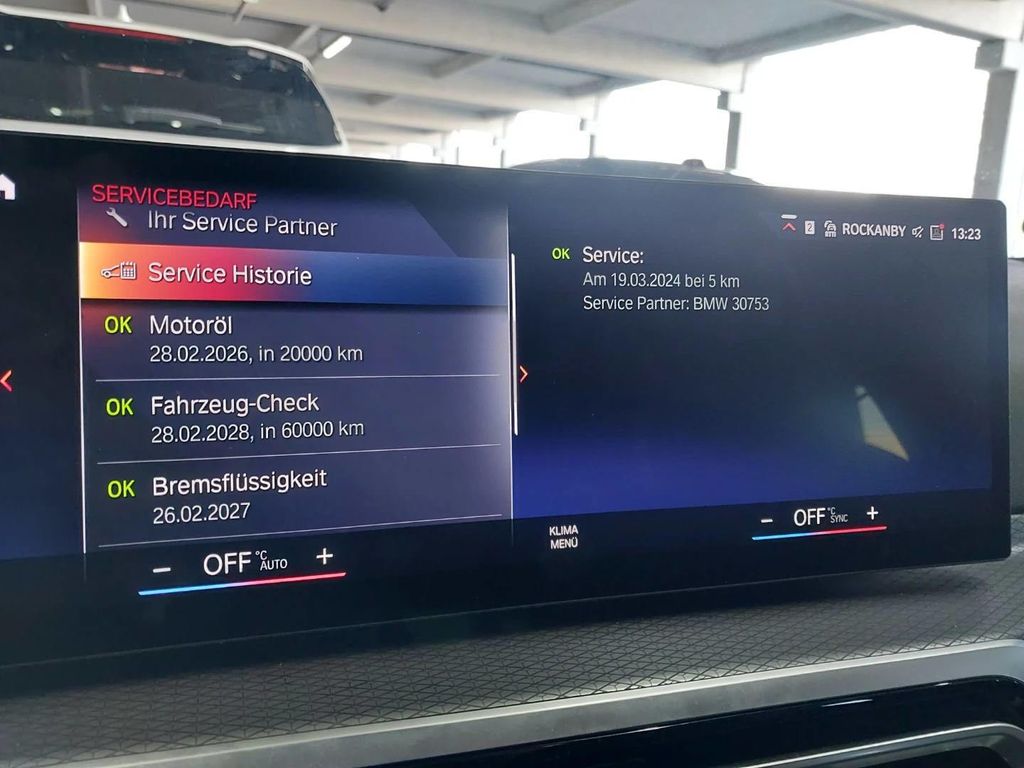 SERVICEBEDARF
Ihr Service Partner
Service Historie
OK Motoröl
28.02.2026, in 20000 km
OK Fahrzeug-Check
28.02.2028, in 60000 km
OK Bremsflüssigkeit
26.02.2027
2 ROCKANBY 13:23
OK Service:
Am 19.03.2024 bei 5 km
Service Partner: BMW 30753
− OFF °C AUTO +
KLIMA
MENÜ
− OFF °C SYNC +